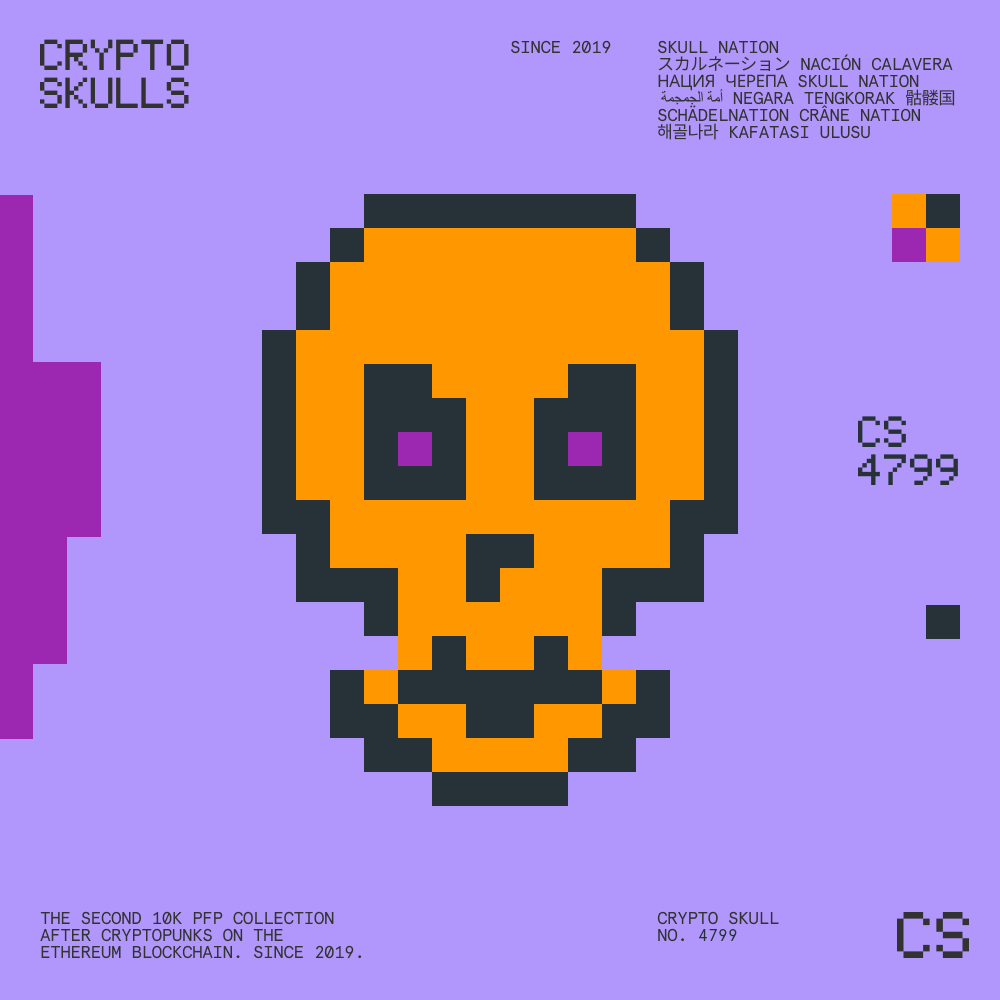 CRYPTO
SKULLS
SINCE 2019
SKULL NATION
スカルネーション NACIÓN CALAVERA
НАЦИЯ ЧЕРЕПА SKULL NATION
أمة الجمجمة NEGARA TENGKORAK 骷髅国
SCHÄDELNATION CRÂNE NATION
해골나라 KAFATASI ULUSU
CS
4799
THE SECOND 10K PFP COLLECTION
AFTER CRYPTOPUNKS ON THE
ETHEREUM BLOCKCHAIN. SINCE 2019.
CRYPTO SKULL
NO. 4799
CS